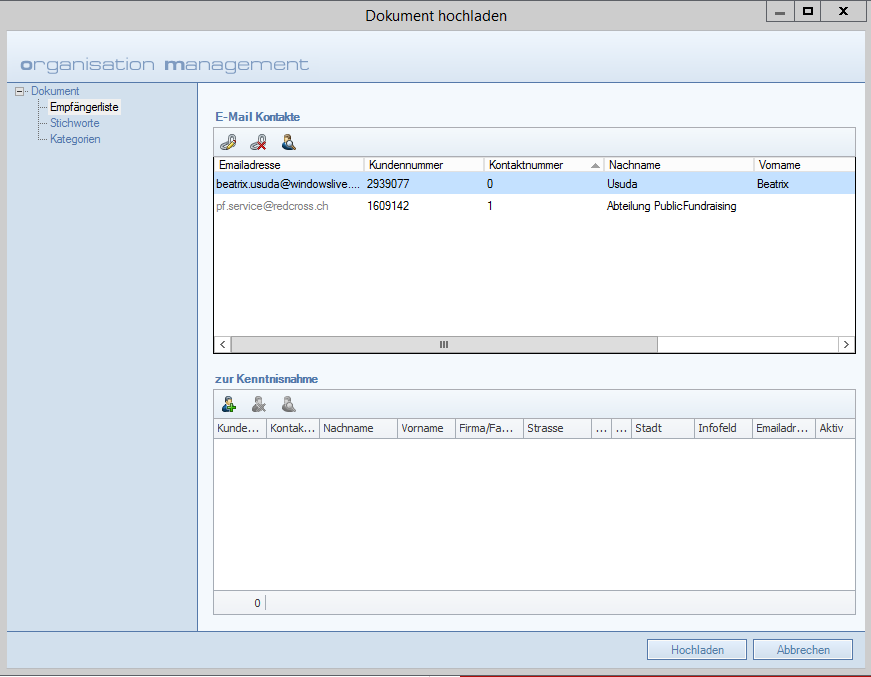 Dokument hochladen
organisation management
Dokument
Empfängerliste
Stichworte
Kategorien
E-Mail Kontakte
Emailadresse Kundennummer Kontaktnummer Nachname Vorname
beatrix.usuda@windowslive.... 2939077 0 Usuda Beatrix
pf.service@redcross.ch 1609142 1 Abteilung PublicFundraising
zur Kenntnisnahme
Kunde... Kontak... Nachname Vorname Firma/Fa... Strasse ... ... Stadt Infofeld Emailadr... Aktiv
0
Hochladen Abbrechen